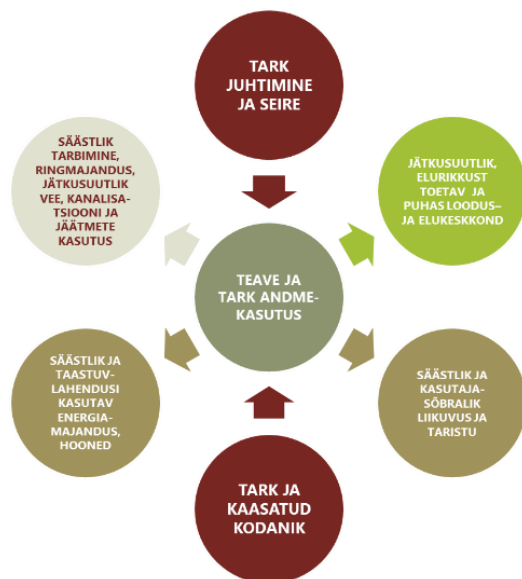 TARK
JUHTIMINE
JA SEIRE
SÄÄSTLIK
TARBIMINE,
RINGMAJANDUS,
JÄTKUSUUTLIK
VEE, KANALISA-
TSIOONI JA
JÄÄTMETE
KASUTUS
JÄTKUSUUTLIK,
ELURIKKUST
TOETAV JA
PUHAS LOODUS–
JA ELUKESKKOND
TEAVE JA
TARK ANDME-
KASUTUS
SÄÄSTLIK JA
TAASTUV-
LAHENDUSI
KASUTAV
ENERGIA-
MAJANDUS,
HOONED
SÄÄSTLIK JA
KASUTAJA-
SÕBRALIK
LIIKUVUS JA
TARISTU
TARK JA
KAASATUD
KODANIK